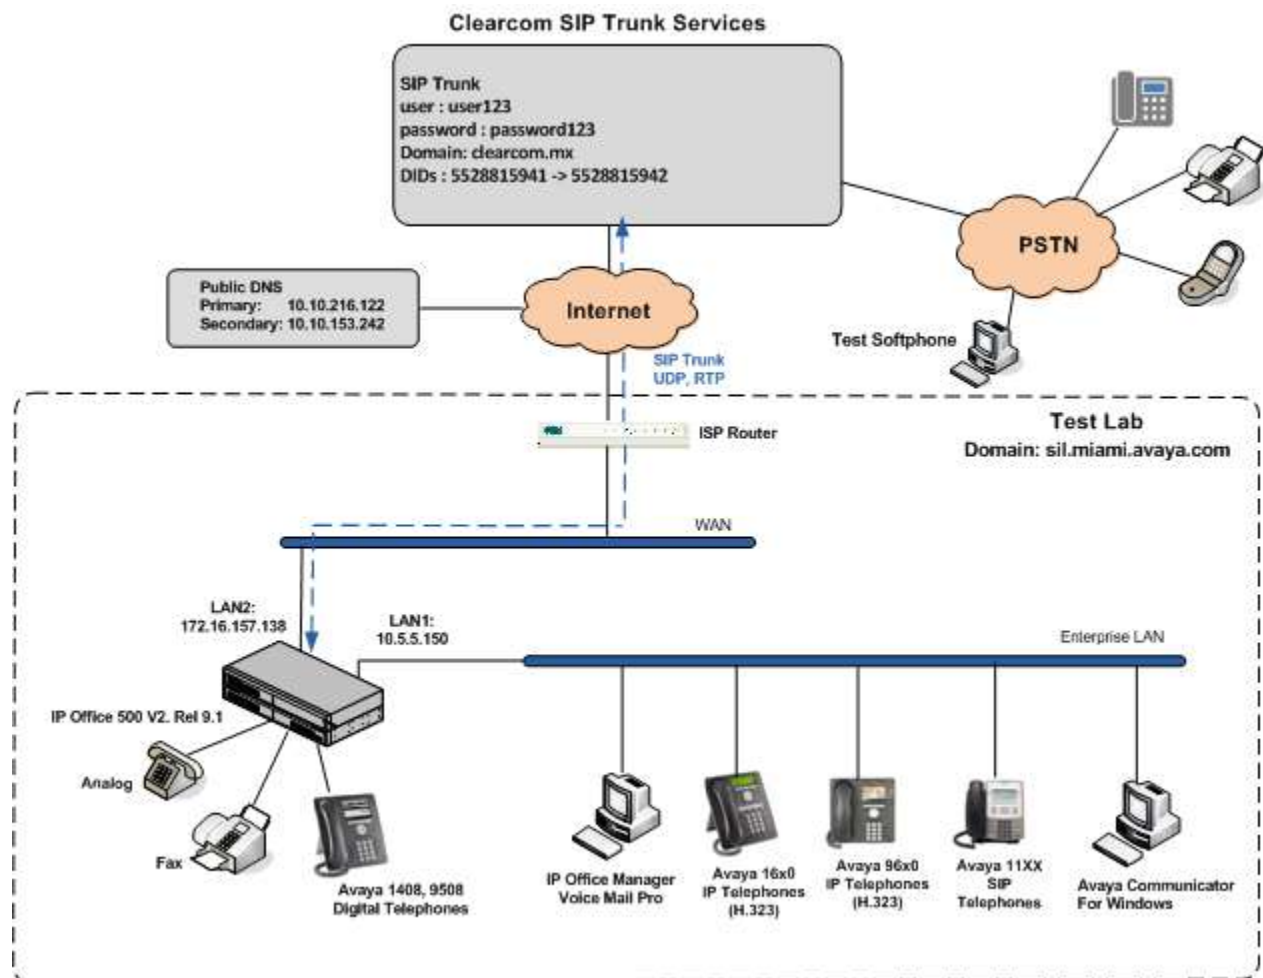 Clearcom SIP Trunk Services
SIP Trunk
user : user123
password : password123
Domain: clearcom.mx
DIDs : 5528815941 -> 5528815942
PSTN
Public DNS
Primary: 10.10.216.122
Secondary: 10.10.153.242
Internet
Test Softphone
SIP Trunk
UDP, RTP
ISP Router
Test Lab
Domain: sil.miami.avaya.com
WAN
LAN2:
172.16.157.138
LAN1:
10.5.5.150
Enterprise LAN
IP Office 500 V2. Rel 9.1
Analog
Fax
Avaya 1408, 9508
Digital Telephones
IP Office Manager
Voice Mail Pro
Avaya 16x0
IP Telephones
(H.323)
Avaya 96x0
IP Telephones
(H.323)
Avaya 11XX
SIP
Telephones
Avaya Communicator
For Windows